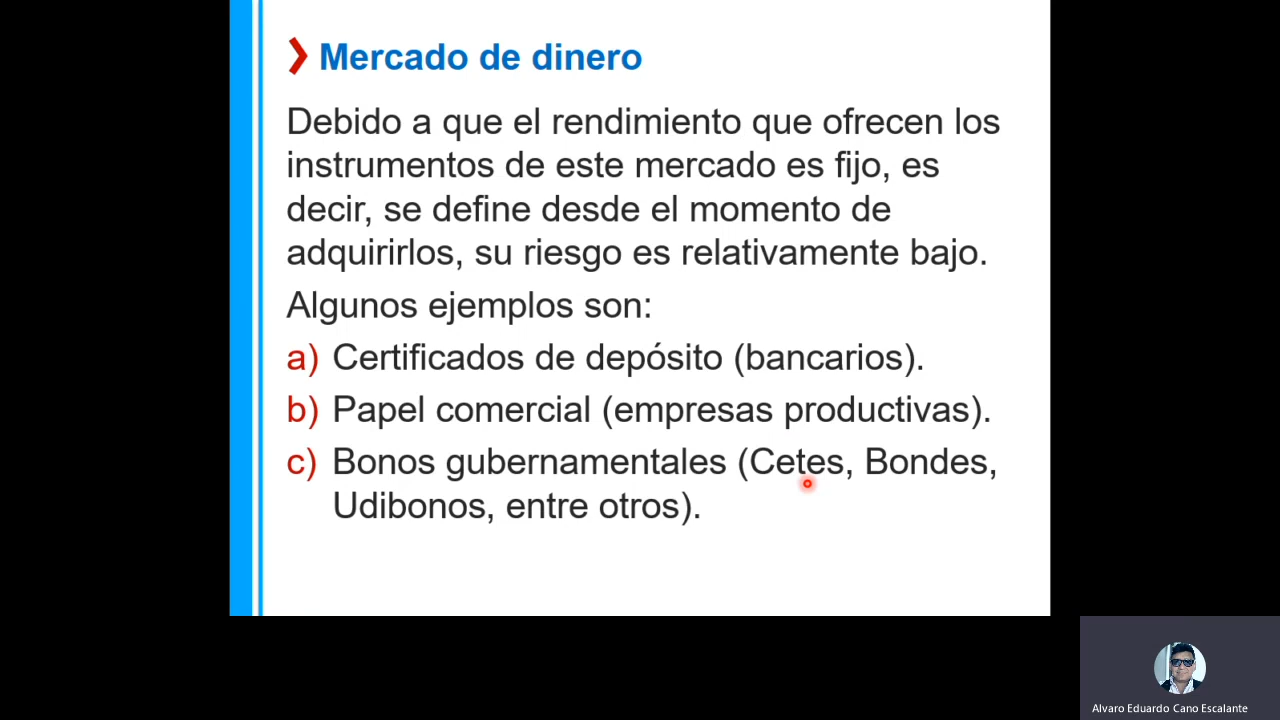 Mercado de dinero
Debido a que el rendimiento que ofrecen los
instrumentos de este mercado es fijo, es
decir, se define desde el momento de
adquirirlos, su riesgo es relativamente bajo.
Algunos ejemplos son:
a) Certificados de depósito (bancarios).
b) Papel comercial (empresas productivas).
c) Bonos gubernamentales (Cetes, Bondes,
Udibonos, entre otros).
Alvaro Eduardo Cano Escalante